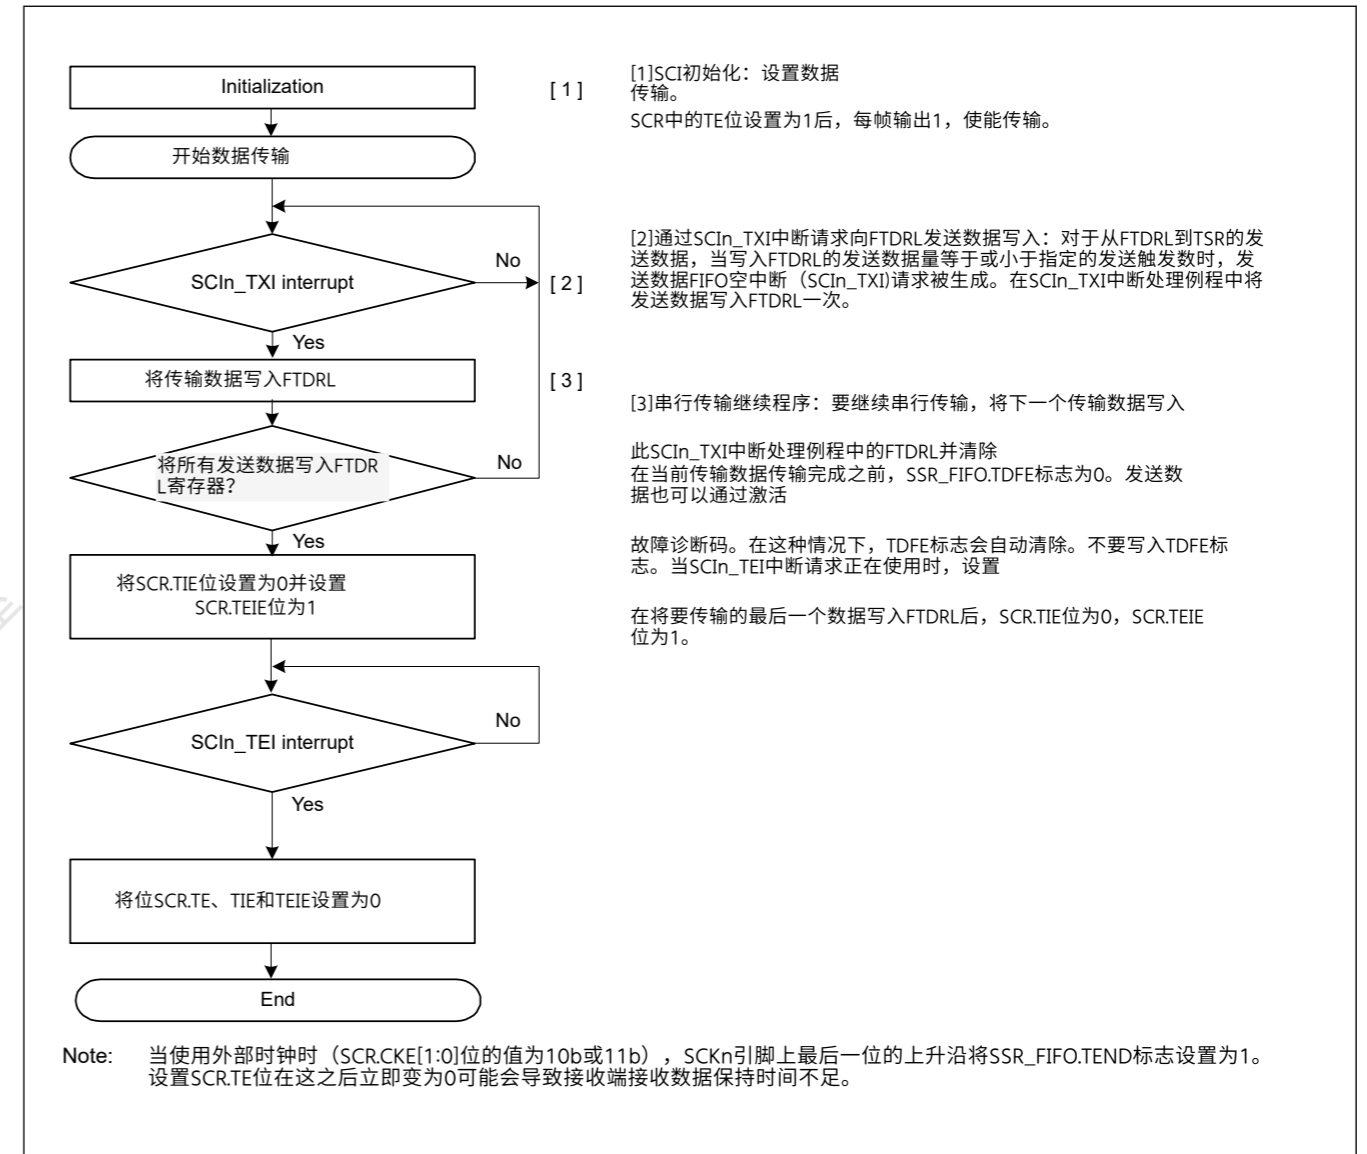 Initialization
[ 1 ]
[1]SCI初始化：设置数据
传输。
SCR中的TE位设置为1后，每帧输出1，使能传输。
开始数据传输
SCIn_TXI interrupt
No
[ 2 ]
[2]通过SCIn_TXI中断请求向FTDRL发送数据写入：对于从FTDRL到TSR的发
送数据，当写入FTDRL的发送数据量等于或小于指定的发送触发数时，发
送数据FIFO空中断（SCIn_TXI)请求被生成。在SCIn_TXI中断处理例程中将
发送数据写入FTDRL一次。
Yes
将传输数据写入FTDRL
[ 3 ]
[3]串行传输继续程序：要继续串行传输，将下一个传输数据写入
此SCIn_TXI中断处理例程中的FTDRL并清除
在当前传输数据传输完成之前，SSR_FIFO.TDFE标志为0。发送数
据也可以通过激活
故障诊断码。在这种情况下，TDFE标志会自动清除。不要写入TDFE标
志。当SCIn_TEI中断请求正在使用时，设置
在将要传输的最后一个数据写入FTDRL后，SCR.TIE位为0，SCR.TEIE
位为1。
将所有发送数据写入FTDR
L寄存器？
No
Yes
将SCR.TIE位设置为0并设置
SCR.TEIE位为1
SCIn_TEI interrupt
No
Yes
将位SCR.TE、TIE和TEIE设置为0
End
Note: 当使用外部时钟时（SCR.CKE[1:0]位的值为10b或11b），SCKn引脚上最后一位的上升沿将SSR_FIFO.TEND标志设置为1。
设置SCR.TE位在这之后立即变为0可能会导致接收端接收数据保持时间不足。